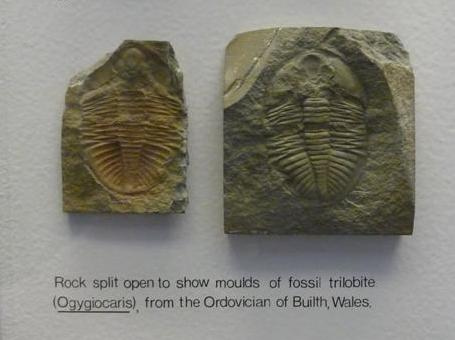 Rock split open to show moulds of fossil trilobite
(Ogygiocaris), from the Ordovician of Builth, Wales.